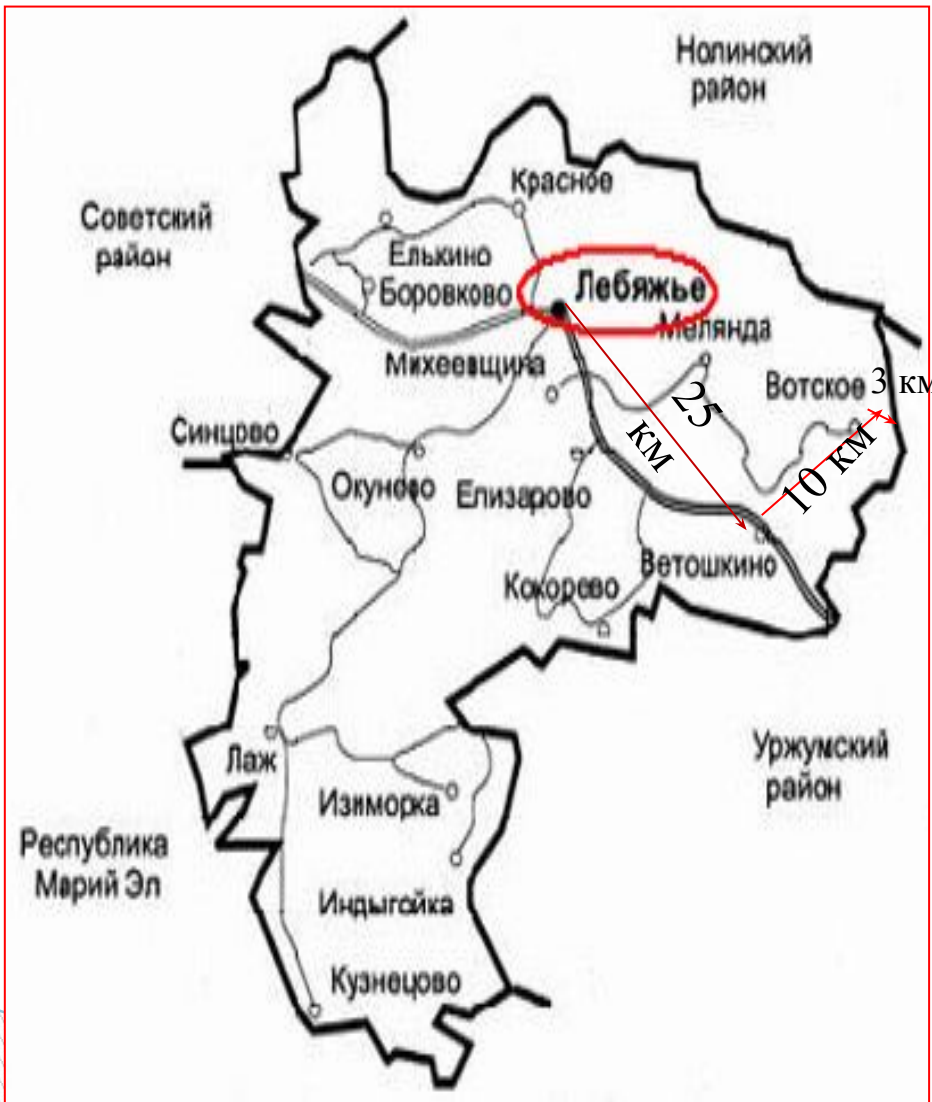 Нолинский
район
Красное
Советский
район
Елькино
Лебяжье
Боровково
Мелянда
Михеевщина
Вотское
3 км
25
км
Синцово
10 км
Окунево
Елизарово
Ветошкино
Кокорево
Лаж
Уржумский
район
Изиморка
Республика
Марий Эл
Индыгойка
Кузнецово